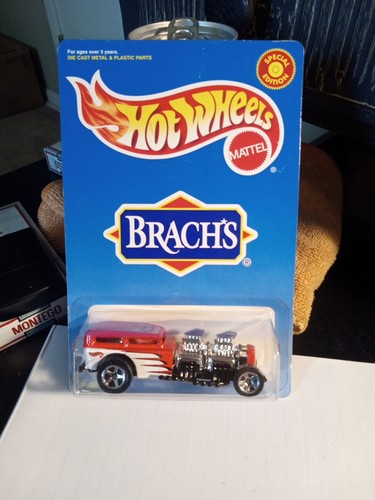 For ages over 3 years.
DIE CAST METAL & PLASTIC PARTS
SPECIAL EDITION
HOT WHEELS
MATTEL
®
BRACH'S
®
MONTEGO